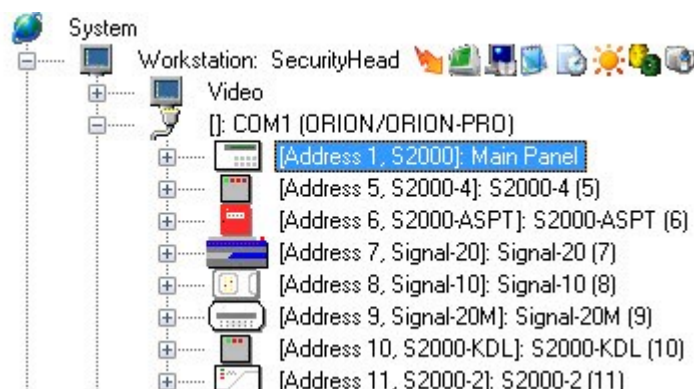 System
Workstation: SecurityHead
Video
[]: COM1 (ORION/ORION-PRO)
[Address 1, S2000]: Main Panel
[Address 5, S2000-4]: S2000-4 (5)
[Address 6, S2000-ASPT]: S2000-ASPT (6)
[Address 7, Signal-20]: Signal-20 (7)
[Address 8, Signal-10]: Signal-10 (8)
[Address 9, Signal-20M]: Signal-20M (9)
[Address 10, S2000-KDL]: S2000-KDL (10)
[Address 11, S2000-2]: S2000-2 (11)